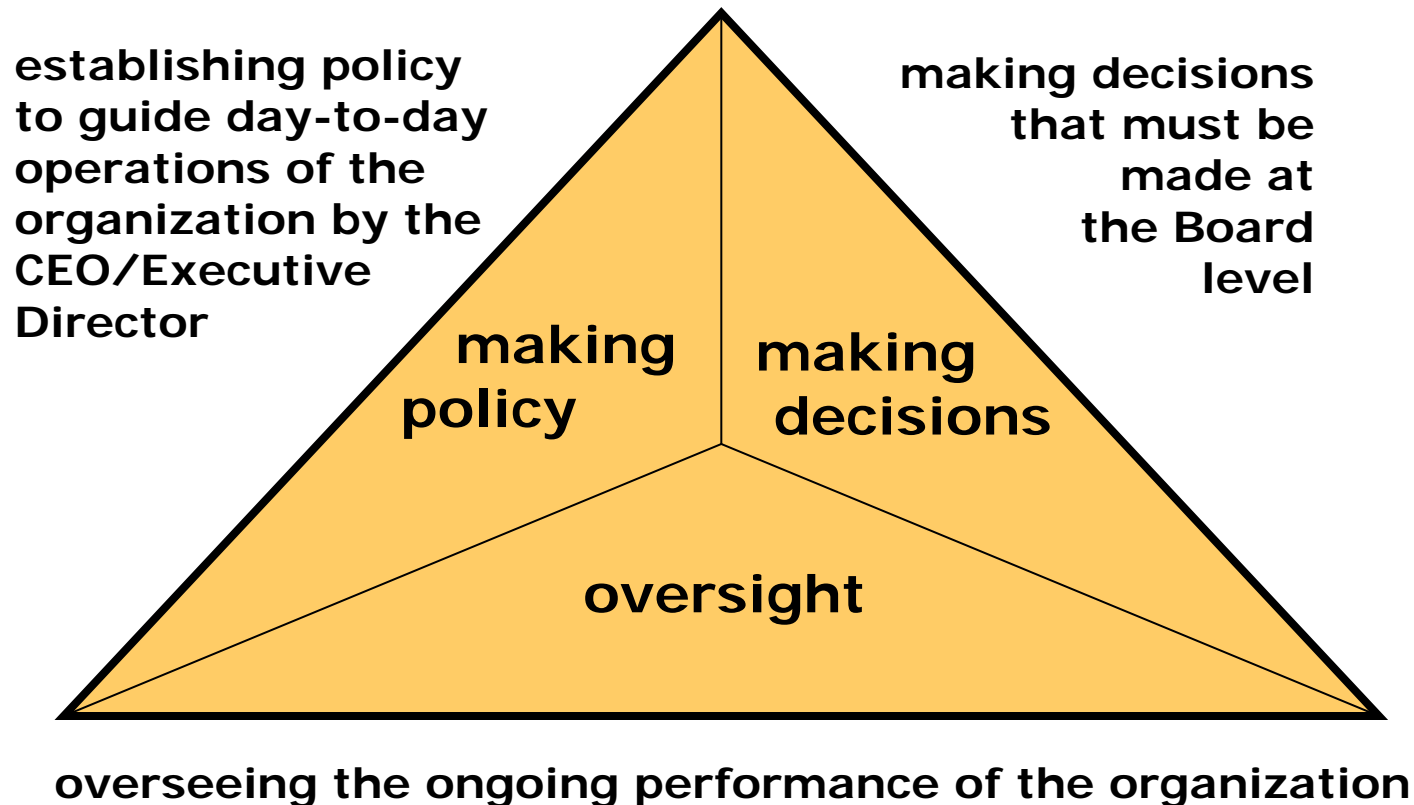 establishing policy
to guide day-to-day
operations of the
organization by the
CEO/Executive
Director
making decisions
that must be
made at
the Board
level
making
policy
making
decisions
oversight
overseeing the ongoing performance of the organization